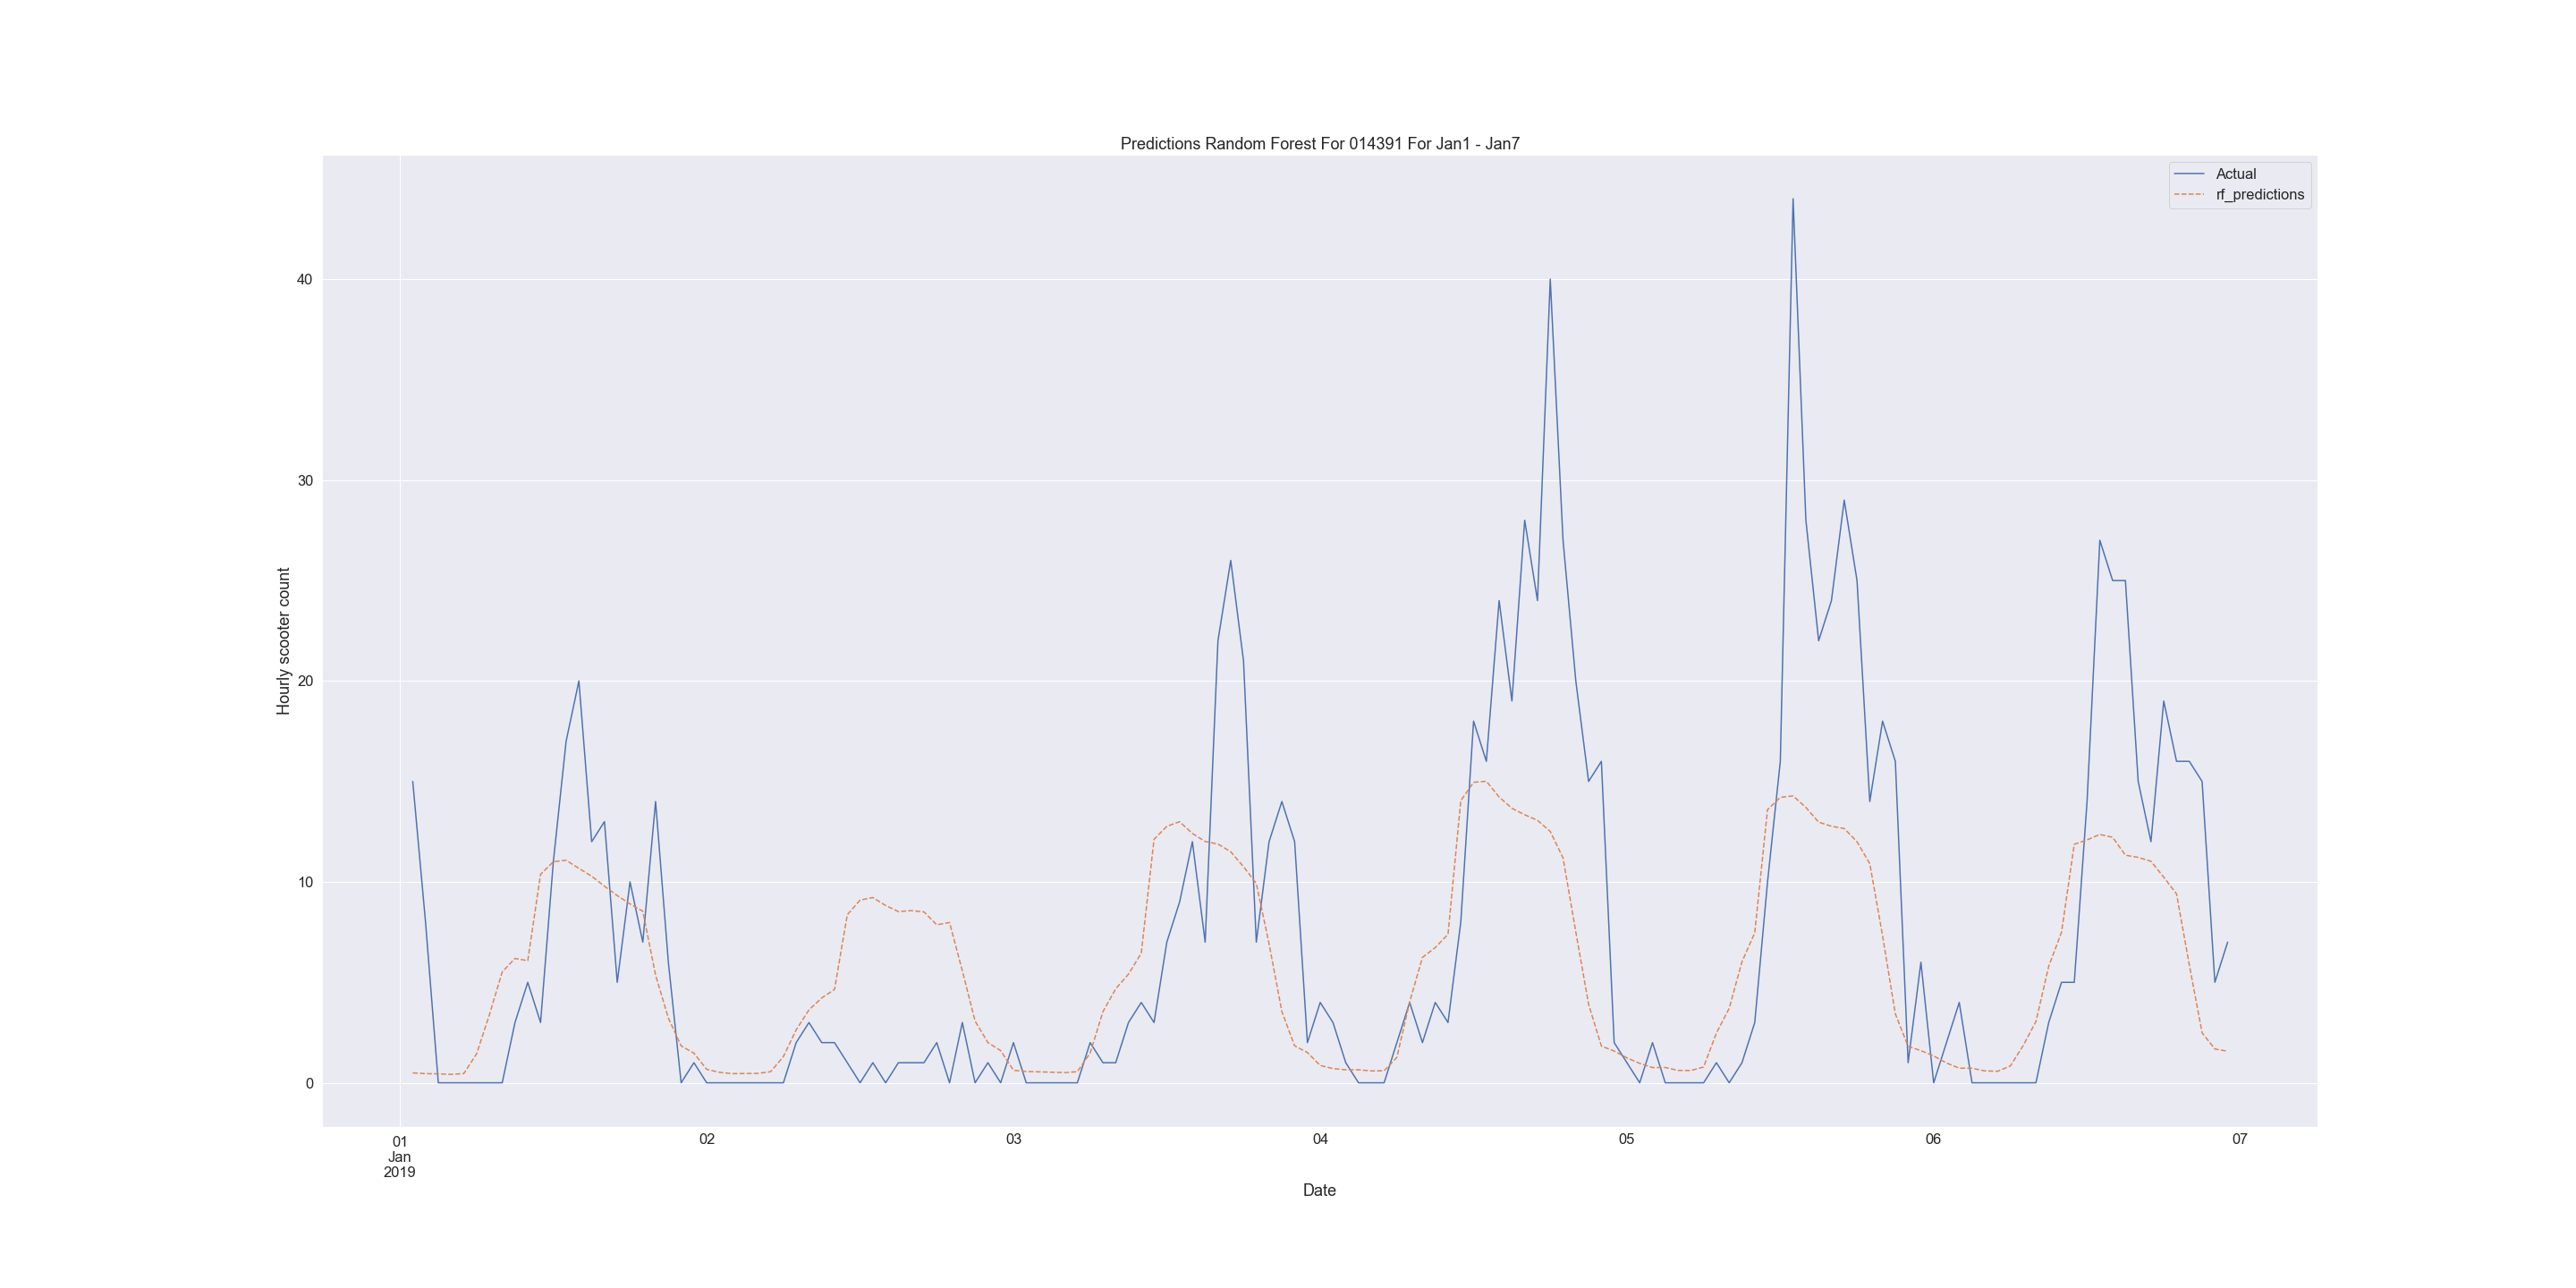 Predictions Random Forest For 014391 For Jan1 - Jan7
Actual
rf_predictions
Hourly scooter count
40
30
20
10
0
01
Jan
2019
02
03
04
05
06
07
Date